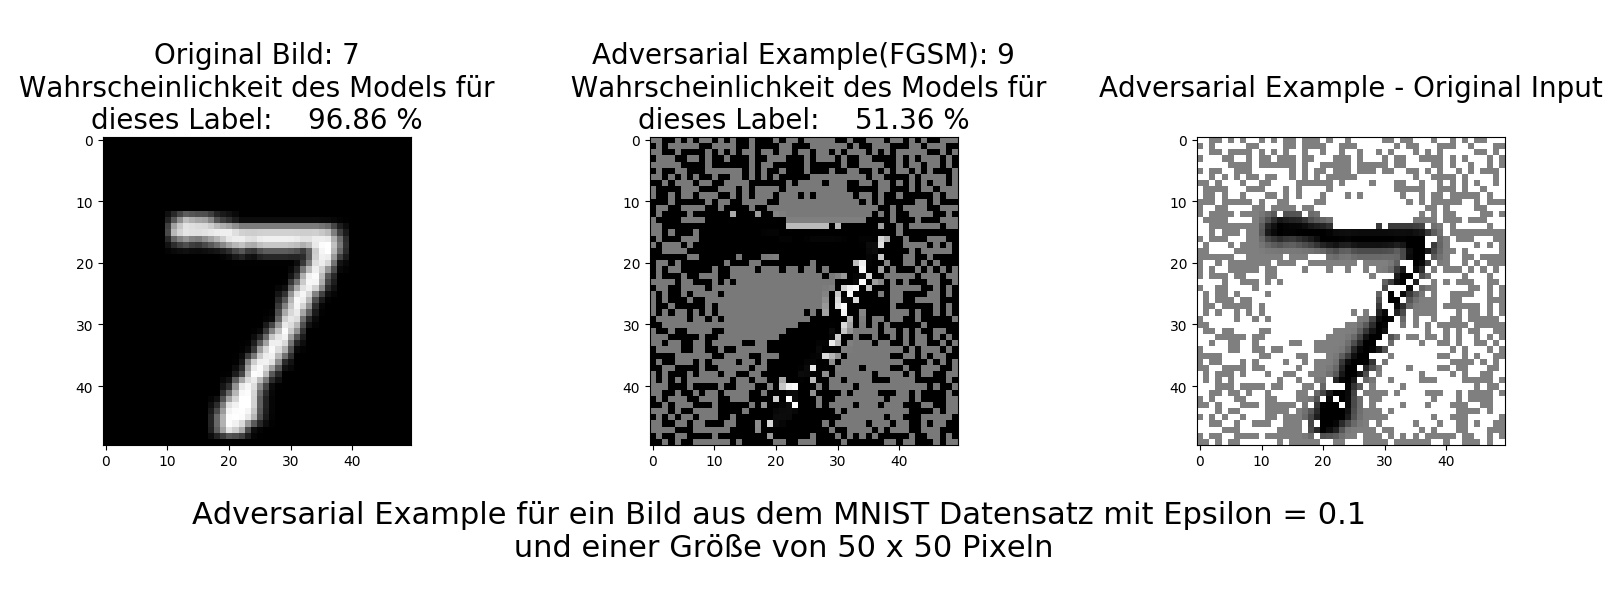 Original Bild: 7
Wahrscheinlichkeit des Models für
dieses Label: 96.86 %
0
10
20
30
40
0 10 20 30 40
Adversarial Example(FGSM): 9
Wahrscheinlichkeit des Models für
dieses Label: 51.36 %
0
10
20
30
40
0 10 20 30 40
Adversarial Example - Original Input
0
10
20
30
40
0 10 20 30 40
Adversarial Example für ein Bild aus dem MNIST Datensatz mit Epsilon = 0.1
und einer Größe von 50 x 50 Pixeln